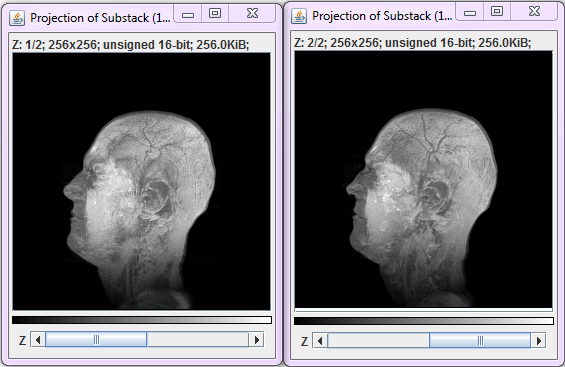 Projection of Substack (1...
Z: 1/2; 256x256; unsigned 16-bit; 256.0KiB;
Z
Projection of Substack (1...
Z: 2/2; 256x256; unsigned 16-bit; 256.0KiB;
Z